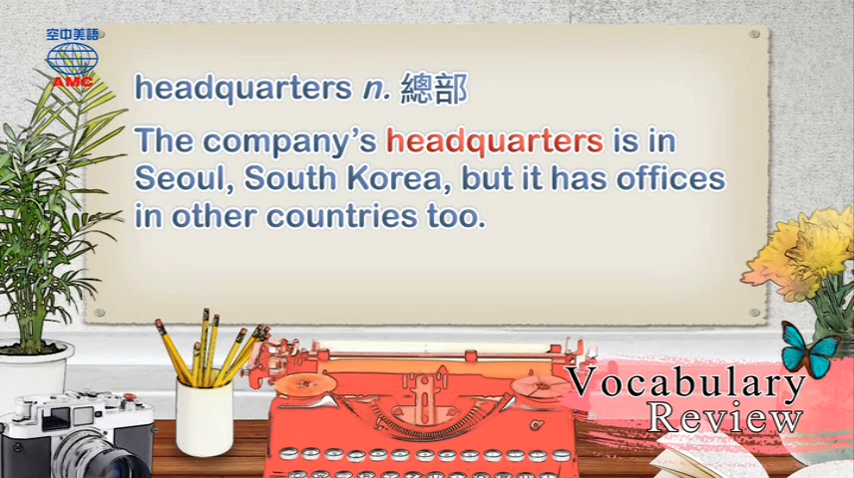 空中美語
AMC
headquarters n. 總部
The company's headquarters is in
Seoul, South Korea, but it has offices
in other countries too.
Vocabulary
Review